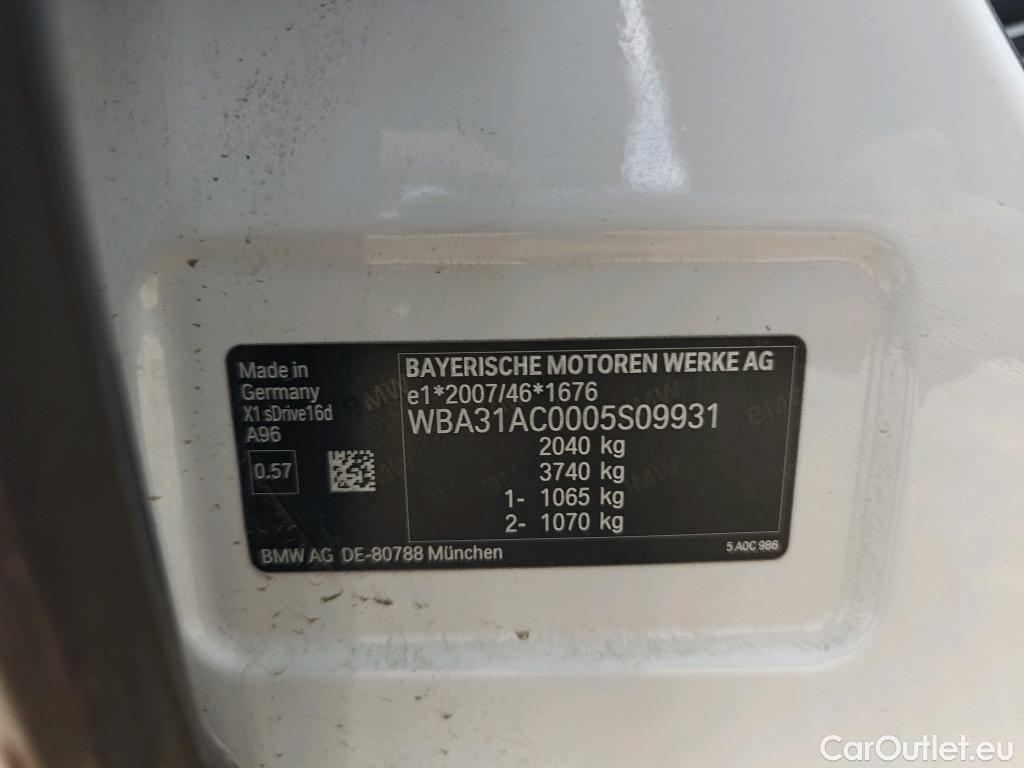 Made in
Germany
X1 sDrive16d
A96
0.57
BAYERISCHE MOTOREN WERKE AG
e1*2007/46*1676
WBA31AC0005S09931
2040 kg
3740 kg
1- 1065 kg
2- 1070 kg
BMW AG DE-80788 München
5 A0C 986
CarOutlet.eu